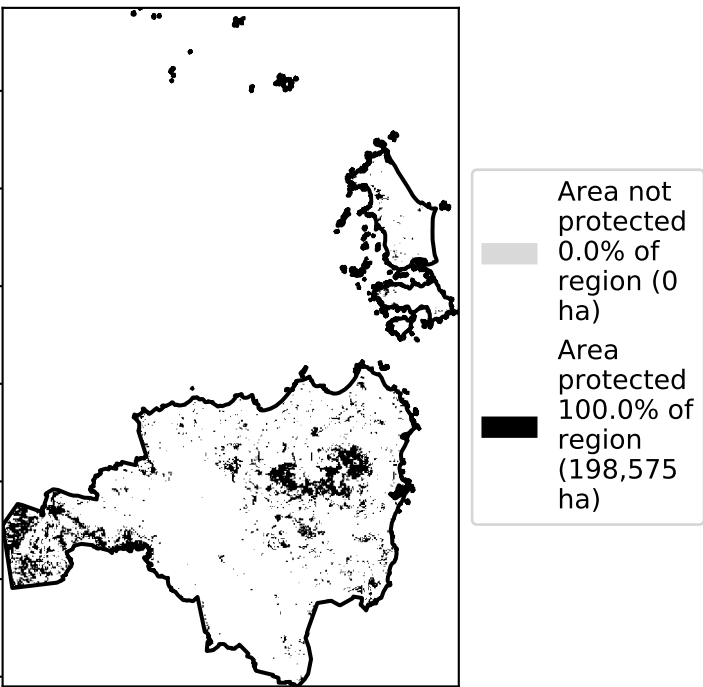 Area not
protected
0.0% of
region (0
ha)
Area
protected
100.0% of
region
(198,575
ha)